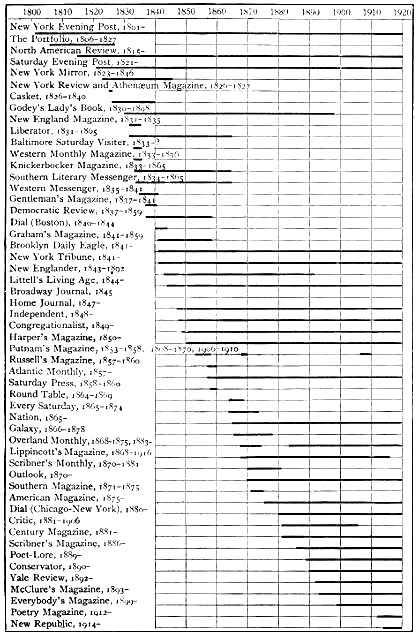 1800 1810 1820 1830 1840 1850 1860 1870 1880 1890 1900 1910 1920
New York Evening Post, 1801-
The Portfolio, 1806-1827
North American Review, 1815-
Saturday Evening Post, 1821-
New York Mirror, 1823-1846
New York Review and Athenæum Magazine, 1826-1827
Casket, 1826-1840
Godey's Lady's Book, 1830-1898
New England Magazine, 1831-1835
Liberator, 1831-1865
Baltimore Saturday Visiter, 1833-?
Western Monthly Magazine, 1833-1836
Knickerbocker Magazine, 1833-1865
Southern Literary Messenger, 1834-1865
Western Messenger, 1835-1841
Gentleman's Magazine, 1837-1841
Democratic Review, 1837-1859
Dial (Boston), 1840-1844
Graham's Magazine, 1841-1859
Brooklyn Daily Eagle, 1841-
New York Tribune, 1841-
New Englander, 1843-1892
Littell's Living Age, 1844-
Broadway Journal, 1845
Home Journal, 1847-
Independent, 1848-
Congregationalist, 1849-
Harper's Magazine, 1850-
Putnam's Magazine, 1853-1858, 1868-1870, 1906-1910
Russell's Magazine, 1857-1860
Atlantic Monthly, 1857-
Saturday Press, 1858-1860
Round Table, 1864-1869
Every Saturday, 1865-1874
Nation, 1865-
Galaxy, 1866-1878
Overland Monthly, 1868-1875, 1883-
Lippincott's Magazine, 1868-1916
Scribner's Monthly, 1870-1881
Outlook, 1870-
Southern Magazine, 1871-1875
American Magazine, 1875-
Dial (Chicago-New York), 1880-
Critic, 1881-1906
Century Magazine, 1881-
Scribner's Magazine, 1886-
Poet-Lore, 1889-
Conservator, 1890-
Yale Review, 1892-
McClure's Magazine, 1893-
Everybody's Magazine, 1899-
Poetry Magazine, 1912-
New Republic, 1914-